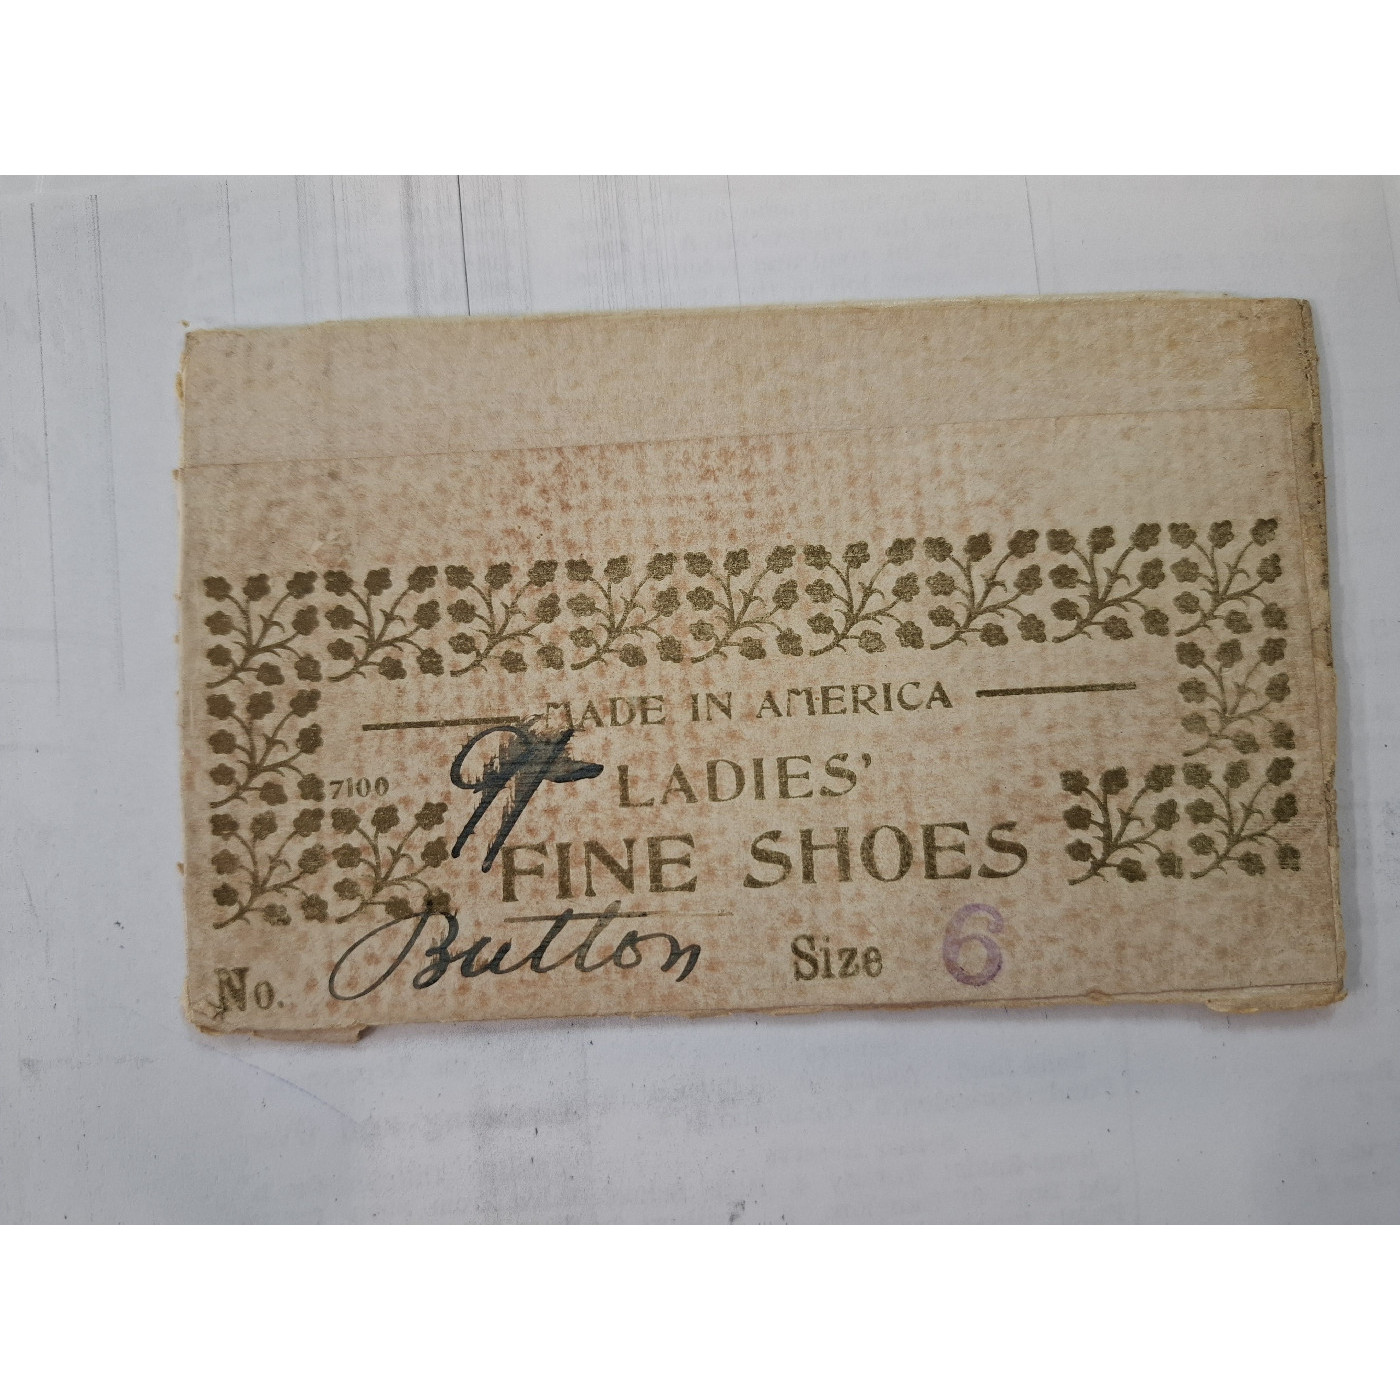 MADE IN AMERICA
7100
LADIES'
FINE SHOES
No. Button Size 6